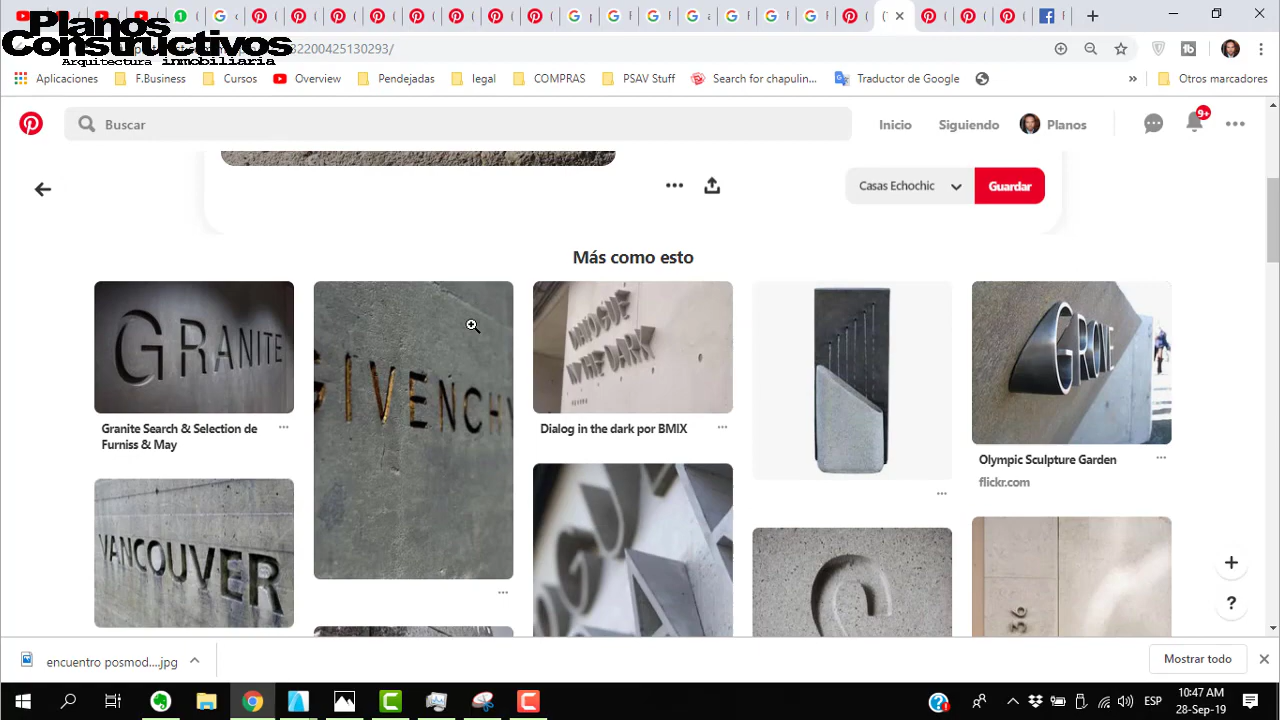 Planos
Constructivos
Arquitectura inmobiliaria
32200425130293/
Aplicaciones
F.Business
Cursos
Overview
Pendejadas
legal
COMPRAS
PSAV Stuff
Search for chapulin...
Traductor de Google
»
Otros marcadores
Buscar
Inicio
Siguiendo
Planos
9+
Casas Echochic
Guardar
Más como esto
GRANITE
GIVENCHY
DIALOGUE
IN THE DARK
Granite Search & Selection de
Furniss & May
Dialog in the dark por BMIX
Olympic Sculpture Garden
flickr.com
VANCOUVER
36
+
?
encuentro posmod....jpg
Mostrar todo
ESP
10:47 AM
28-Sep-19